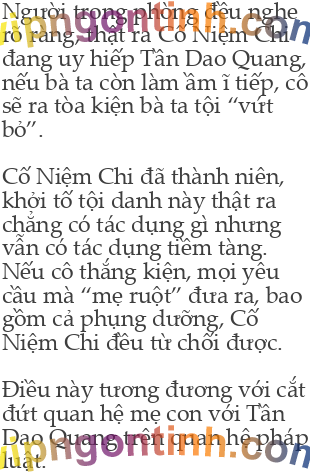 Người trong phòng đều nghe
rõ ràng, thật ra Cố Niệm Chi
đang uy hiếp Tần Dao Quang,
nếu bà ta còn làm ầm ĩ tiếp, cô
sẽ ra tòa kiện bà ta tội “vứt
bỏ”.
Cố Niệm Chi đã thành niên,
khởi tố tội danh này thật ra
chẳng có tác dụng gì nhưng
vẫn có tác dụng tiềm tàng.
Nếu cô thắng kiện, mọi yêu
cầu mà “mẹ ruột” đưa ra, bao
gồm cả phụng dưỡng, Cố
Niệm Chi đều từ chối được.
Điều này tương đương với cắt
đứt quan hệ mẹ con với Tần
Dao Quang trên quan hệ pháp
luật.